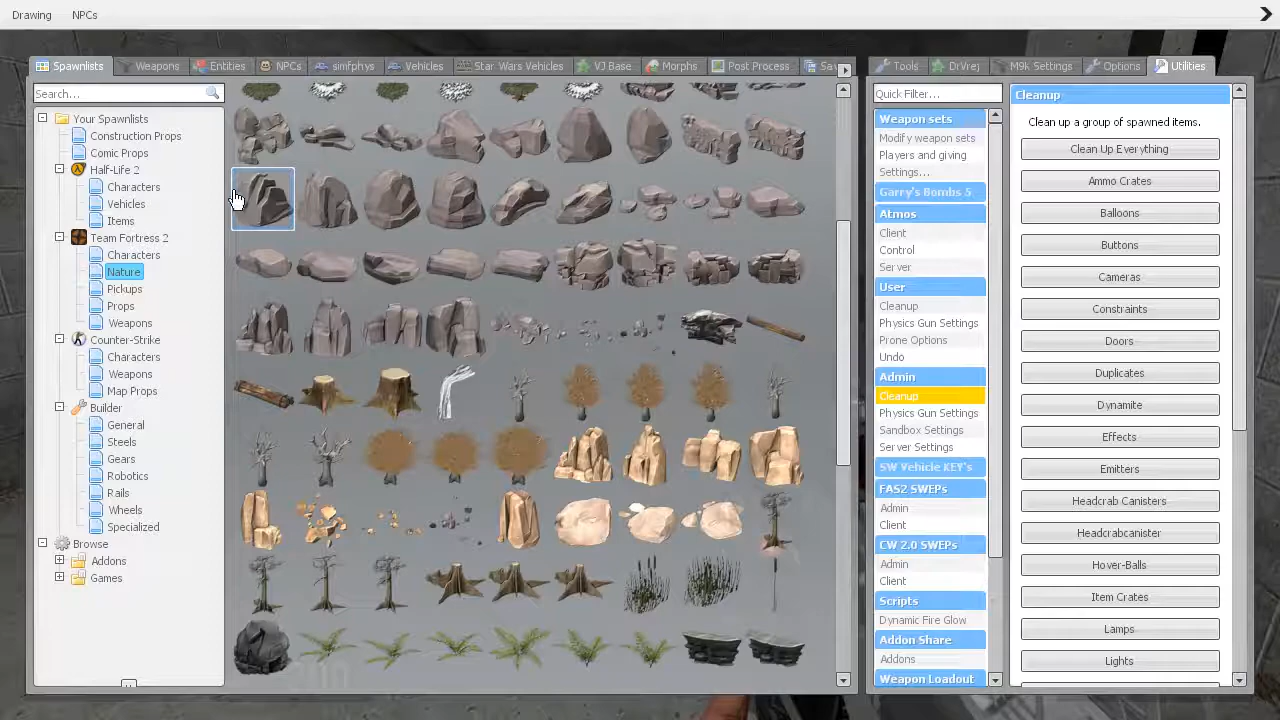 Drawing NPCs
Spawnlists Weapons Entities NPCs simfphys Vehicles Star Wars Vehicles VJ Base Morphs Post Process
Tools DrVrej M9k Settings Options Utilities
Search...
Your Spawnlists
Construction Props
Comic Props
Half-Life 2
Characters
Vehicles
Items
Team Fortress 2
Characters
Nature
Pickups
Props
Weapons
Counter-Strike
Characters
Weapons
Map Props
Builder
General
Steels
Gears
Robotics
Rails
Wheels
Specialized
Browse
Addons
Games
Quick Filter...
Weapon sets
Modify weapon sets
Players and giving
Settings...
Garry's Bombs 5
Atmos
Client
Control
Server
User
Cleanup
Physics Gun Settings
Prone Options
Undo
Admin
Cleanup
Physics Gun Settings
Sandbox Settings
Server Settings
SW Vehicle KEY's
FAS2 SWEPs
Admin
Client
CW 2.0 SWEPs
Admin
Client
Scripts
Dynamic Fire Glow
Addon Share
Addons
Weapon Loadout
Cleanup
Clean up a group of spawned items.
Clean Up Everything
Ammo Crates
Balloons
Buttons
Cameras
Constraints
Doors
Duplicates
Dynamite
Effects
Emitters
Headcrab Canisters
Headcrabcanister
Hover-Balls
Item Crates
Lamps
Lights